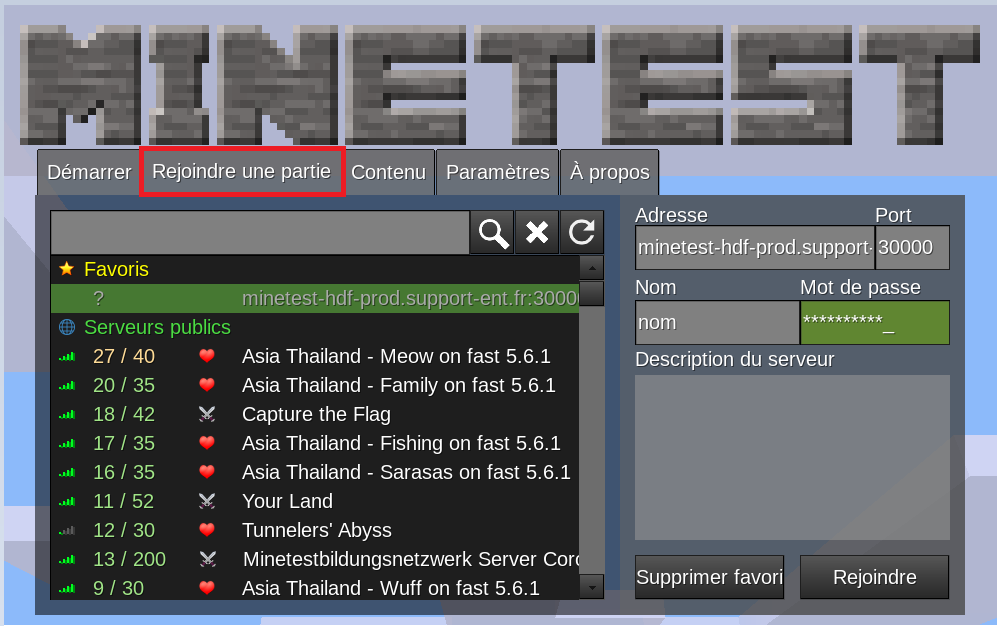 MINETEST
Démarrer Rejoindre une partie Contenu Paramètres À propos
Adresse Port
minetest-hdf-prod.support- 30000
Nom Mot de passe
nom **********_
Description du serveur
Favoris
? minetest-hdf-prod.support-ent.fr:3000
Serveurs publics
27 / 40 Asia Thailand - Meow on fast 5.6.1
20 / 35 Asia Thailand - Family on fast 5.6.1
18 / 42 Capture the Flag
17 / 35 Asia Thailand - Fishing on fast 5.6.1
16 / 35 Asia Thailand - Sarasas on fast 5.6.1
11 / 52 Your Land
12 / 30 Tunnelers' Abyss
13 / 200 Minetestbildungsnetzwerk Server Coro
9 / 30 Asia Thailand - Wuff on fast 5.6.1
Supprimer favori Rejoindre